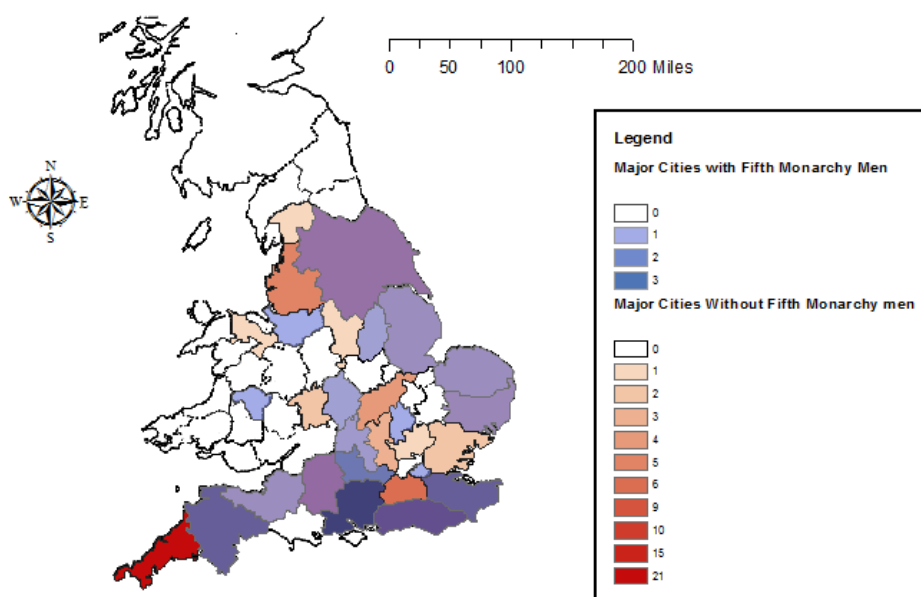 0 50 100 200 Miles
N
W E
S
Legend
Major Cities with Fifth Monarchy Men
0
1
2
3
Major Cities Without Fifth Monarchy men
0
1
2
3
4
5
6
9
10
15
21